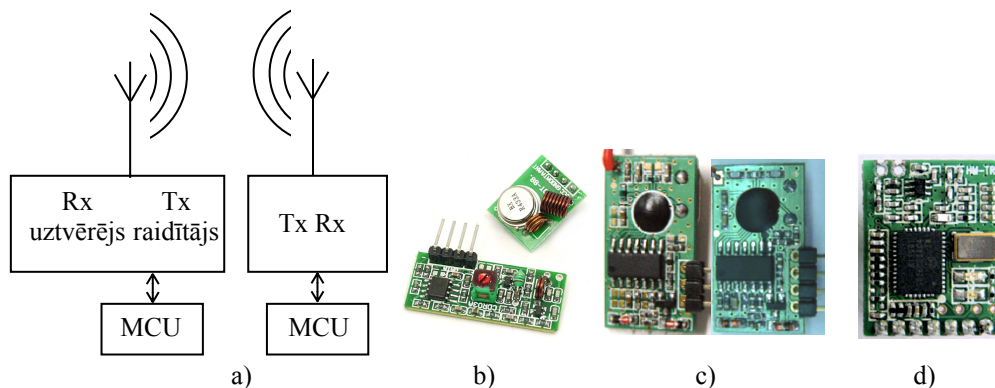 Rx Tx
uztvērējs raidītājs
Tx Rx
MCU
MCU
a)
b)
c)
d)